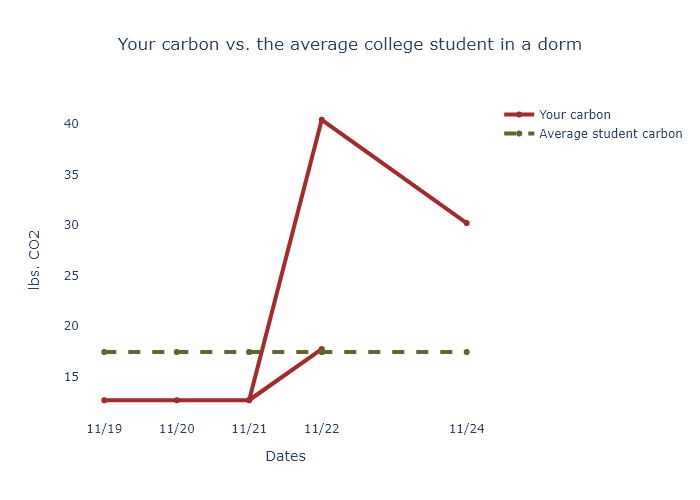 Your carbon vs. the average college student in a dorm
Your carbon
Average student carbon
40
35
30
25
20
15
lbs. CO2
11/19
11/20
11/21
11/22
11/24
Dates